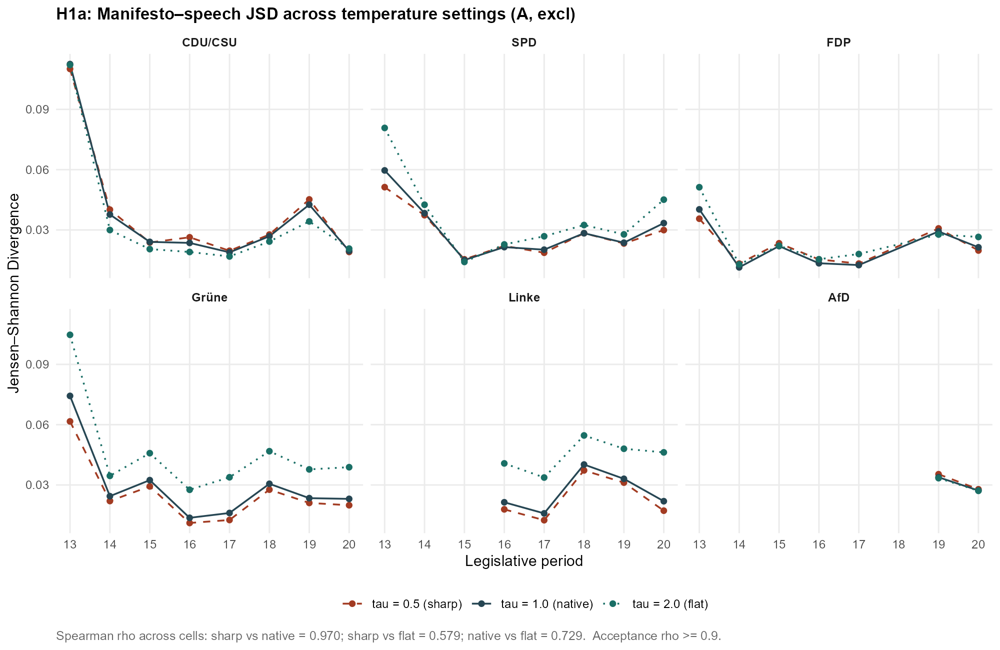 H1a: Manifesto–speech JSD across temperature settings (A, excl)
CDU/CSU
SPD
FDP
0.09
0.06
0.03
Grüne
Linke
AfD
0.09
0.06
0.03
13 14 15 16 17 18 19 20
13 14 15 16 17 18 19 20
13 14 15 16 17 18 19 20
Jensen–Shannon Divergence
Legislative period
tau = 0.5 (sharp)
tau = 1.0 (native)
tau = 2.0 (flat)
Spearman rho across cells: sharp vs native = 0.970; sharp vs flat = 0.579; native vs flat = 0.729.  Acceptance rho >= 0.9.